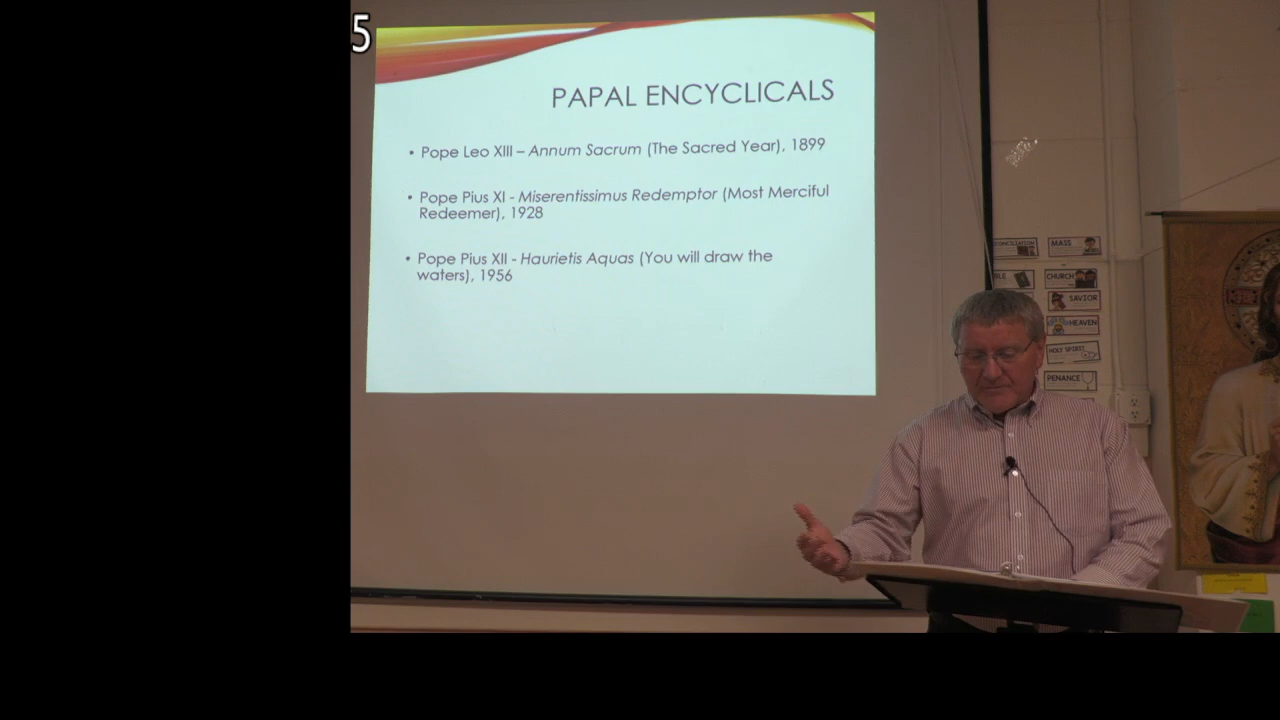 5
PAPAL ENCYCLICALS
• Pope Leo XIII – Annum Sacrum (The Sacred Year), 1899
• Pope Pius XI - Miserentissimus Redemptor (Most Merciful
Redeemer), 1928
• Pope Pius XII - Haurietis Aquas (You will draw the
waters), 1956
MASS
CHURCH
SAVIOR
HEAVEN
HOLY SPIRIT
PENANCE